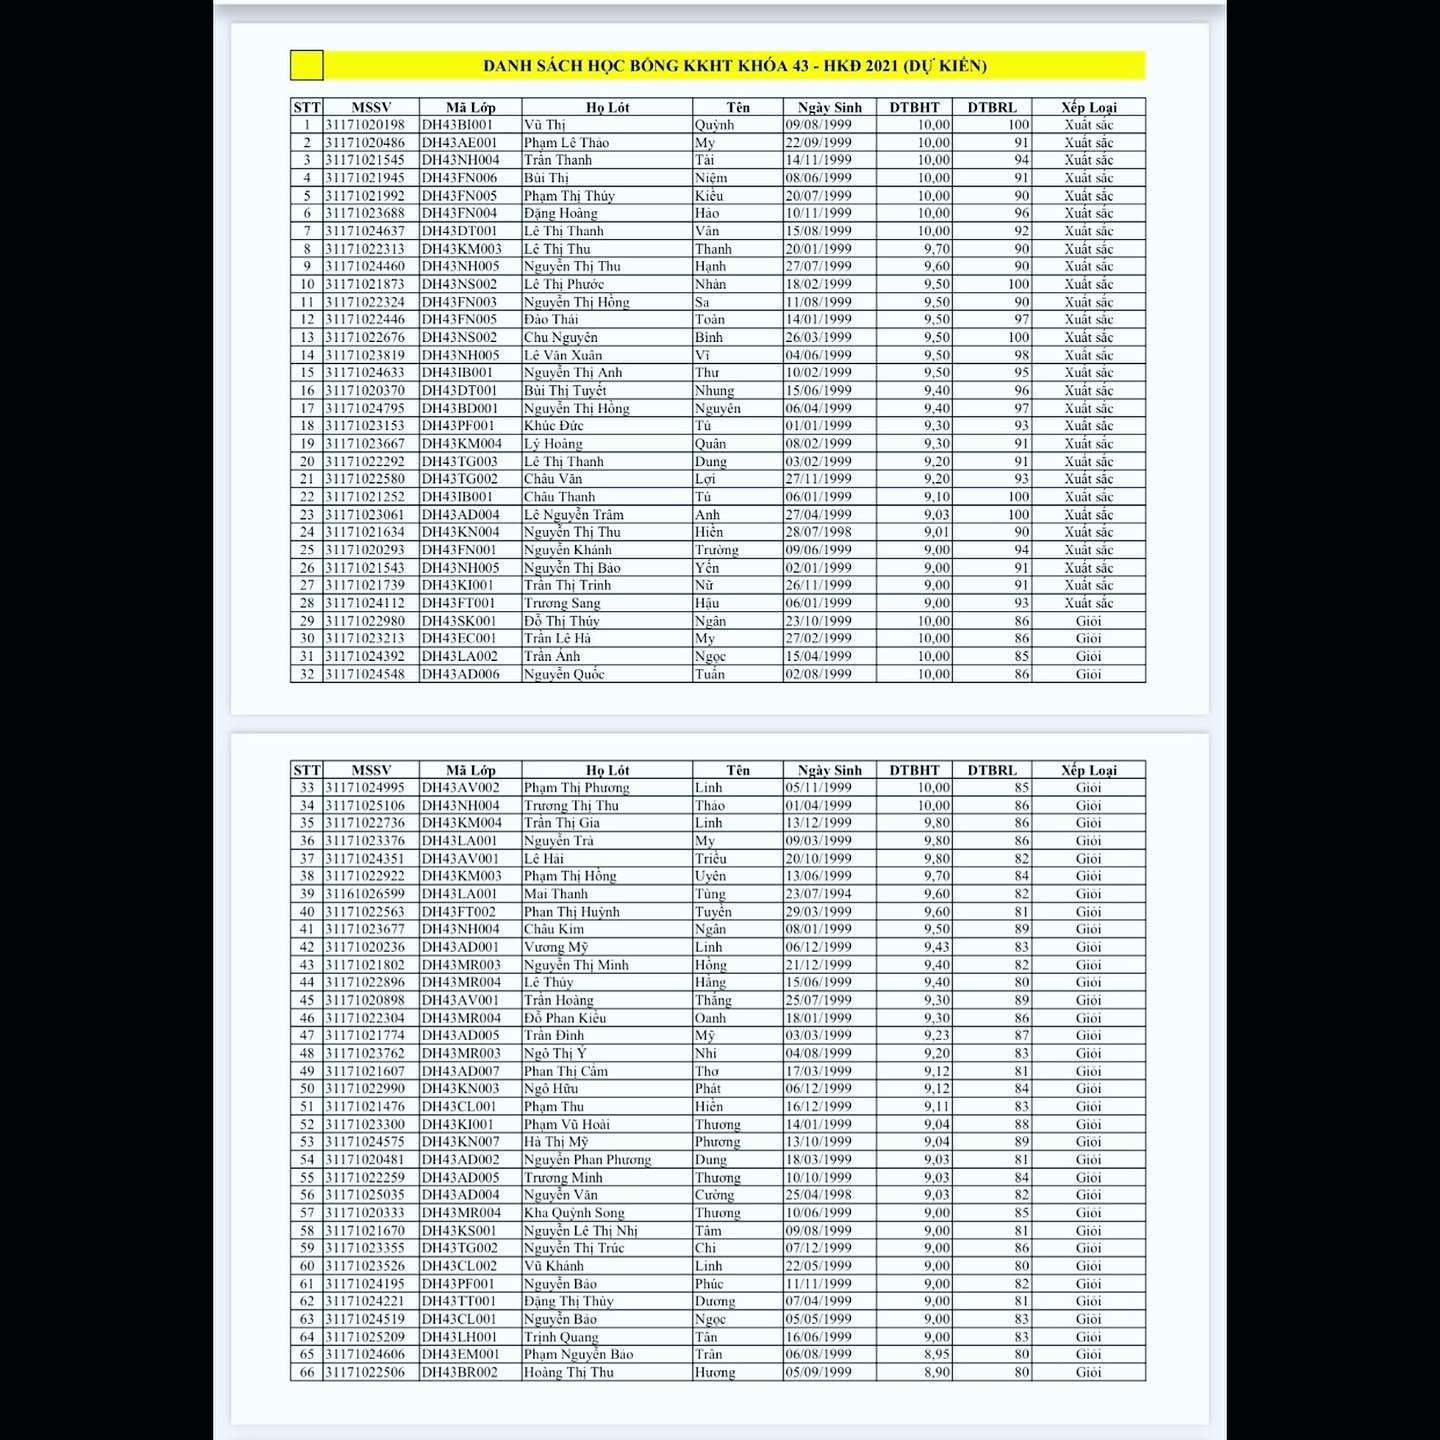 DANH SÁCH HỌC BỔNG KKHT KHÓA 43 - HKĐ 2021 (DỰ KIẾN)
STT MSSV Mã Lớp Họ Lót Tên Ngày Sinh DTBHT DTBRL Xếp Loại
1 31171020198 DH43BI001 Vũ Thị Quỳnh 09/08/1999 10,00 100 Xuất sắc
2 31171020486 DH43AE001 Phạm Lê Thảo My 22/09/1999 10,00 91 Xuất sắc
3 31171021545 DH43NH004 Trần Thanh Tài 14/11/1999 10,00 94 Xuất sắc
4 31171021945 DH43FN006 Bùi Thị Niệm 08/06/1999 10,00 91 Xuất sắc
5 31171021992 DH43FN005 Phạm Thị Thúy Kiều 20/07/1999 10,00 90 Xuất sắc
6 31171023688 DH43FN004 Đặng Hoàng Hảo 10/11/1999 10,00 96 Xuất sắc
7 31171024637 DH43DT001 Lê Thị Thanh Vân 15/08/1999 10,00 92 Xuất sắc
8 31171022313 DH43KM003 Lê Thị Thu Thanh 20/01/1999 9,70 90 Xuất sắc
9 31171024460 DH43NH005 Nguyễn Thị Thu Hạnh 27/07/1999 9,60 90 Xuất sắc
10 31171021873 DH43NS002 Lê Thị Phước Nhàn 18/02/1999 9,50 100 Xuất sắc
11 31171022324 DH43FN003 Nguyễn Thị Hồng Sa 11/08/1999 9,50 90 Xuất sắc
12 31171022446 DH43FN005 Đào Thái Toàn 14/01/1999 9,50 97 Xuất sắc
13 31171022676 DH43NS002 Chu Nguyên Bình 26/03/1999 9,50 100 Xuất sắc
14 31171023819 DH43NH005 Lê Văn Xuân Vĩ 04/06/1999 9,50 98 Xuất sắc
15 31171024633 DH43IB001 Nguyễn Thị Anh Thư 10/02/1999 9,50 95 Xuất sắc
16 31171020370 DH43DT001 Bùi Thị Tuyết Nhung 15/06/1999 9,40 96 Xuất sắc
17 31171024795 DH43BD001 Nguyễn Thị Hồng Nguyên 06/04/1999 9,40 97 Xuất sắc
18 31171023153 DH43PF001 Khúc Đức Tú 01/01/1999 9,30 93 Xuất sắc
19 31171023667 DH43KM004 Lý Hoàng Quân 08/02/1999 9,30 91 Xuất sắc
20 31171022292 DH43TG003 Lê Thị Thanh Dung 03/02/1999 9,20 91 Xuất sắc
21 31171022580 DH43TG002 Châu Văn Lợi 27/11/1999 9,20 93 Xuất sắc
22 31171021252 DH43IB001 Châu Thanh Tú 06/01/1999 9,10 100 Xuất sắc
23 31171023061 DH43AD004 Lê Nguyễn Trâm Anh 27/04/1999 9,03 100 Xuất sắc
24 31171021634 DH43KN004 Nguyễn Thị Thu Hiền 28/07/1998 9,01 90 Xuất sắc
25 31171020293 DH43FN001 Nguyễn Khánh Trường 09/06/1999 9,00 94 Xuất sắc
26 31171021543 DH43NH005 Nguyễn Thị Bảo Yến 02/01/1999 9,00 91 Xuất sắc
27 31171021739 DH43KI001 Trần Thị Trinh Nữ 26/11/1999 9,00 91 Xuất sắc
28 31171024112 DH43FT001 Trương Sang Hậu 06/01/1999 9,00 93 Xuất sắc
29 31171022980 DH43SK001 Đỗ Thị Thúy Ngân 23/10/1999 10,00 86 Giỏi
30 31171023213 DH43EC001 Trần Lê Hà My 27/02/1999 10,00 86 Giỏi
31 31171024392 DH43LA002 Trần Ánh Ngọc 15/04/1999 10,00 85 Giỏi
32 31171024548 DH43AD006 Nguyễn Quốc Tuấn 02/08/1999 10,00 86 Giỏi
STT MSSV Mã Lớp Họ Lót Tên Ngày Sinh DTBHT DTBRL Xếp Loại
33 31171024995 DH43AV002 Phạm Thị Phương Linh 05/11/1999 10,00 85 Giỏi
34 31171025106 DH43NH004 Trương Thị Thu Thảo 01/04/1999 10,00 86 Giỏi
35 31171022736 DH43KM004 Trần Thị Gia Linh 13/12/1999 9,80 86 Giỏi
36 31171023376 DH43LA001 Nguyễn Trà My 09/03/1999 9,80 86 Giỏi
37 31171024351 DH43AV001 Lê Hải Triều 20/10/1999 9,80 82 Giỏi
38 31171022922 DH43KM003 Phạm Thị Hồng Uyên 13/06/1999 9,70 84 Giỏi
39 31161026599 DH43LA001 Mai Thanh Tùng 23/07/1994 9,60 82 Giỏi
40 31171022563 DH43FT002 Phan Thị Huỳnh Tuyền 29/03/1999 9,60 81 Giỏi
41 31171023677 DH43NH004 Châu Kim Ngân 08/01/1999 9,50 89 Giỏi
42 31171020236 DH43AD001 Vương Mỹ Linh 06/12/1999 9,43 83 Giỏi
43 31171021802 DH43MR003 Nguyễn Thị Minh Hồng 21/12/1999 9,40 82 Giỏi
44 31171022896 DH43MR004 Lê Thúy Hằng 15/06/1999 9,40 80 Giỏi
45 31171020898 DH43AV001 Trần Hoàng Thắng 25/07/1999 9,30 89 Giỏi
46 31171022304 DH43MR004 Đỗ Phan Kiều Oanh 18/01/1999 9,30 86 Giỏi
47 31171021774 DH43AD005 Trần Đình Mỹ 03/03/1999 9,23 87 Giỏi
48 31171023762 DH43MR003 Ngô Thị Ý Nhi 04/08/1999 9,20 83 Giỏi
49 31171021607 DH43AD007 Phan Thị Cẩm Thơ 17/03/1999 9,12 81 Giỏi
50 31171022990 DH43KN003 Ngô Hữu Phát 06/12/1999 9,12 84 Giỏi
51 31171021476 DH43CL001 Phạm Thu Hiền 16/12/1999 9,11 83 Giỏi
52 31171023300 DH43KI001 Phạm Vũ Hoài Thương 14/01/1999 9,04 88 Giỏi
53 31171024575 DH43KN007 Hà Thị Mỹ Phương 13/10/1999 9,04 89 Giỏi
54 31171020481 DH43AD002 Nguyễn Phan Phương Dung 18/03/1999 9,03 81 Giỏi
55 31171022259 DH43AD005 Trương Minh Thương 10/10/1999 9,03 84 Giỏi
56 31171025035 DH43AD004 Nguyễn Văn Cường 25/04/1998 9,03 82 Giỏi
57 31171020333 DH43MR004 Kha Quỳnh Song Thương 10/06/1999 9,00 85 Giỏi
58 31171021670 DH43KS001 Nguyễn Lê Thị Nhị Tâm 09/08/1999 9,00 81 Giỏi
59 31171023355 DH43TG002 Nguyễn Thị Trúc Chi 07/12/1999 9,00 86 Giỏi
60 31171023526 DH43CL002 Vũ Khánh Linh 22/05/1999 9,00 80 Giỏi
61 31171024195 DH43PF001 Nguyễn Bảo Phúc 11/11/1999 9,00 82 Giỏi
62 31171024221 DH43TT001 Đặng Thị Thùy Dương 07/04/1999 9,00 81 Giỏi
63 31171024519 DH43CL001 Nguyễn Bảo Ngọc 05/05/1999 9,00 83 Giỏi
64 31171025209 DH43LH001 Trịnh Quang Tân 16/06/1999 9,00 83 Giỏi
65 31171024606 DH43EM001 Phạm Nguyễn Bảo Trân 06/08/1999 8,95 80 Giỏi
66 31171022506 DH43BR002 Hoàng Thị Thu Hương 05/09/1999 8,90 80 Giỏi